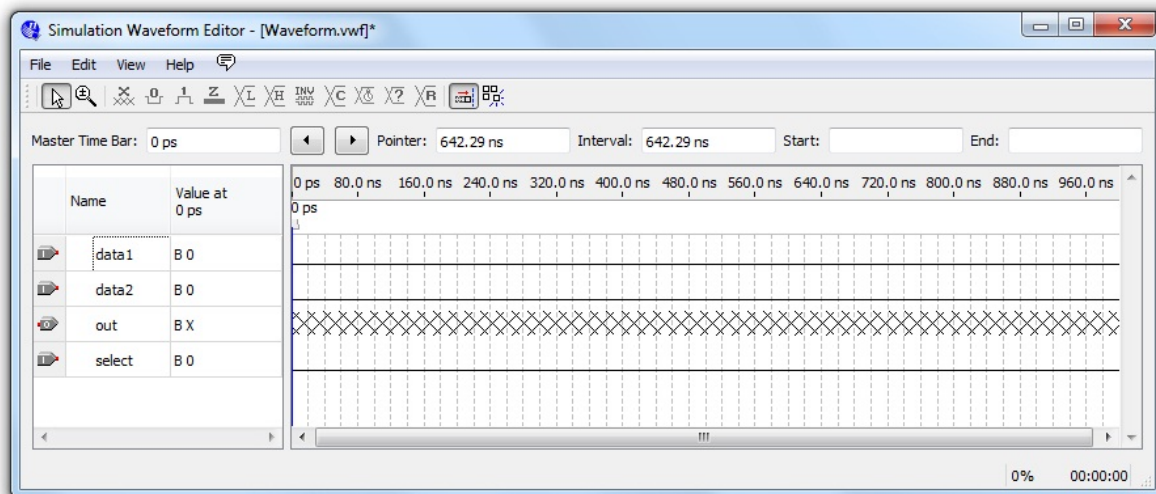 Simulation Waveform Editor - [Waveform.vwf]*
File Edit View Help
Master Time Bar: 0 ps Pointer: 642.29 ns Interval: 642.29 ns Start: End:
Name Value at 0 ps
0 ps 80.0 ns 160.0 ns 240.0 ns 320.0 ns 400.0 ns 480.0 ns 560.0 ns 640.0 ns 720.0 ns 800.0 ns 880.0 ns 960.0 ns
0 ps
data1 B 0
data2 B 0
out B X
select B 0
0% 00:00:00